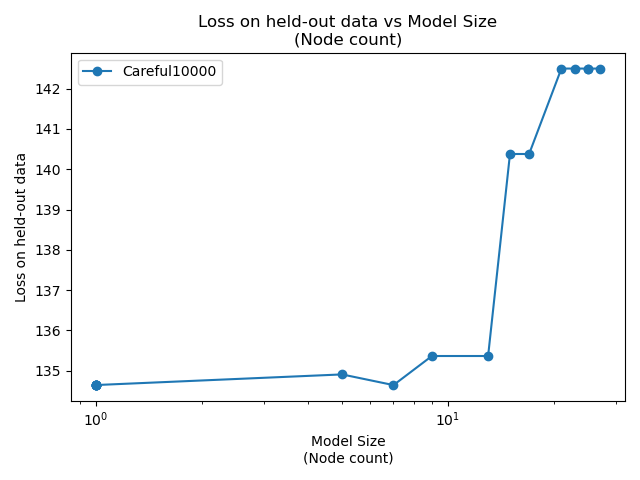 Loss on held-out data vs Model Size
(Node count)
Careful10000
Loss on held-out data
142
141
140
139
138
137
136
135
10⁰
10¹
Model Size
(Node count)